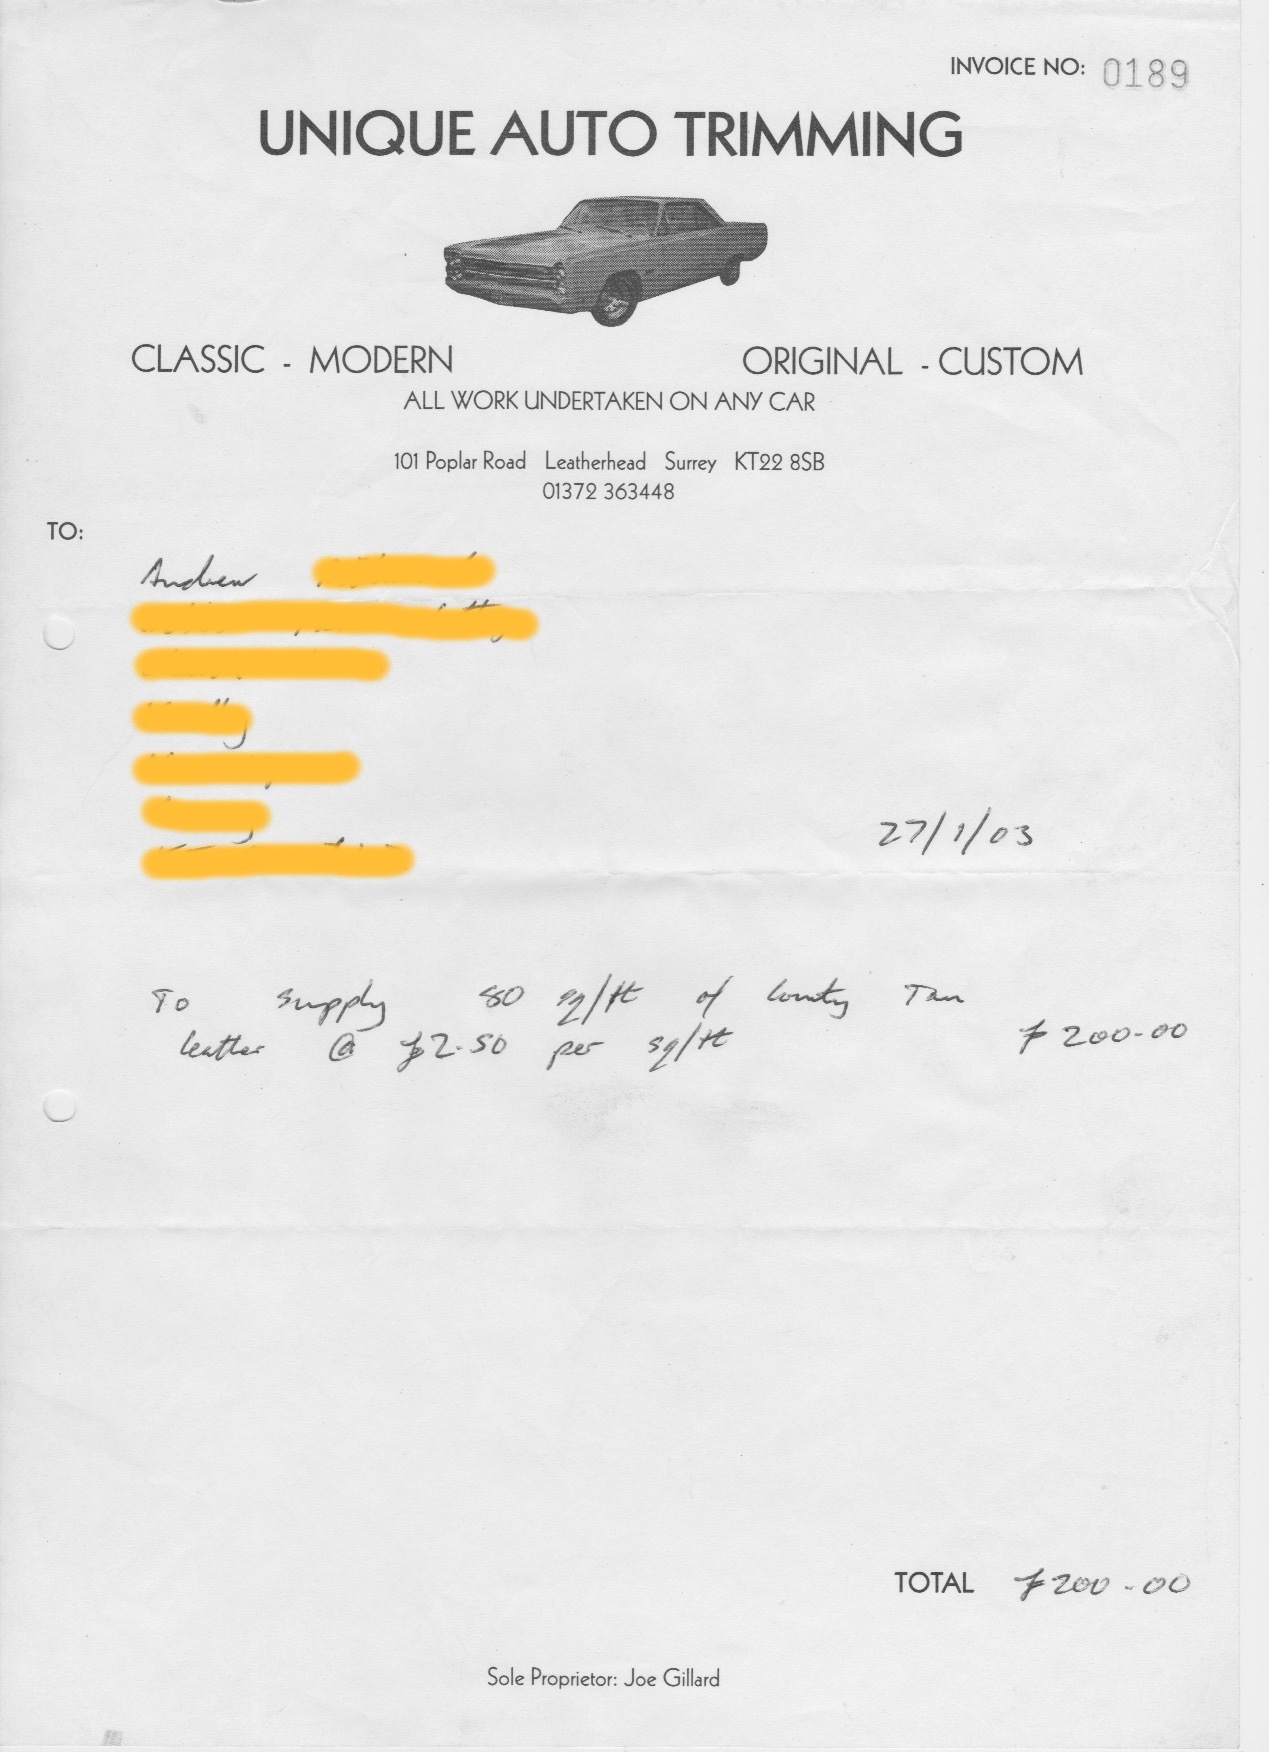 INVOICE NO: 0189
UNIQUE AUTO TRIMMING
CLASSIC - MODERN ORIGINAL - CUSTOM
ALL WORK UNDERTAKEN ON ANY CAR
101 Poplar Road Leatherhead Surrey KT22 8SB
01372 363448
TO:
Andrew
27/1/03
To supply 80 sq/ft of County Tan
leather @ £2.50 per sq/ft £200-00
TOTAL £200-00
Sole Proprietor: Joe Gillard